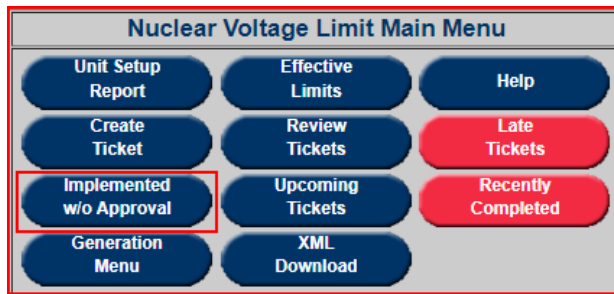 Nuclear Voltage Limit Main Menu
Unit Setup
Report
Effective
Limits
Help
Create
Ticket
Review
Tickets
Late
Tickets
Implemented
w/o Approval
Upcoming
Tickets
Recently
Completed
Generation
Menu
XML
Download